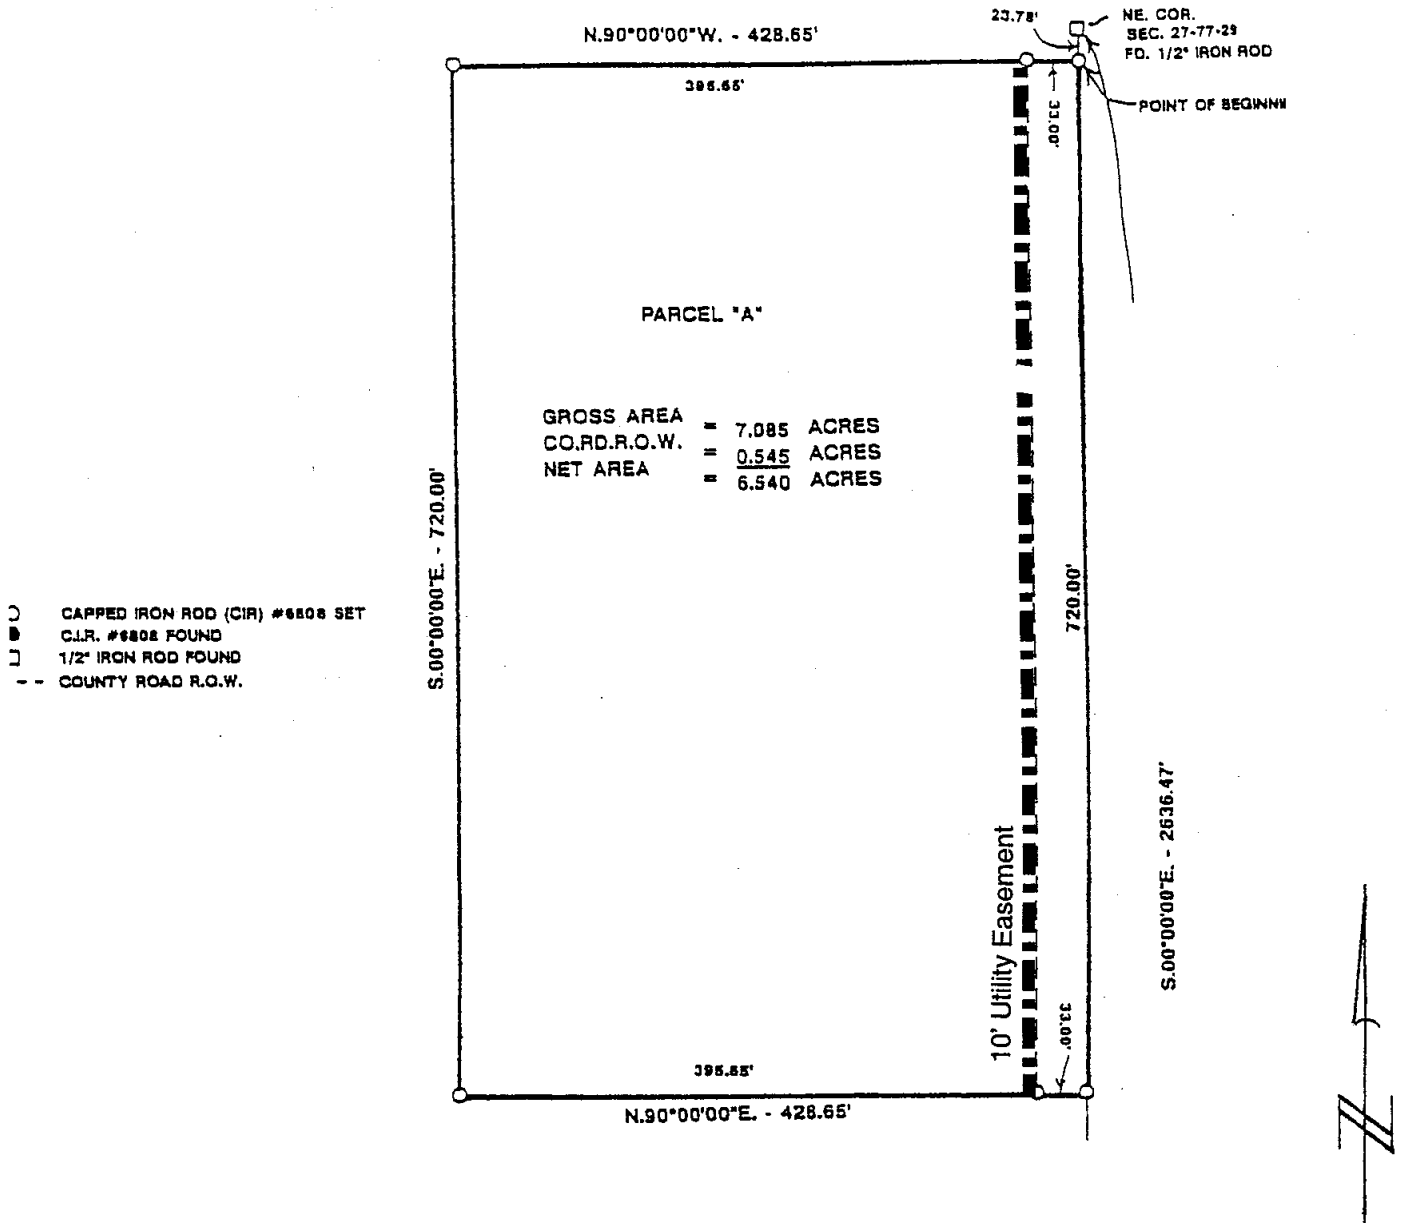 N.90°00'00"W. - 428.65'
23.78'
NE. COR.
SEC. 27-77-29
FD. 1/2" IRON ROD
395.65'
33.00'
POINT OF BEGINN
PARCEL "A"
GROSS AREA = 7.085 ACRES
CO.RD.R.O.W. = 0.545 ACRES
NET AREA = 6.540 ACRES
S.00°00'00"E. - 720.00'
720.00'
CAPPED IRON ROD (CIR) #6808 SET
C.I.R. #6808 FOUND
1/2" IRON ROD FOUND
-- COUNTY ROAD R.O.W.
S.00°00'00"E. - 2636.47'
10' Utility Easement
33.00'
395.65'
N.90°00'00"E. - 428.65'
N